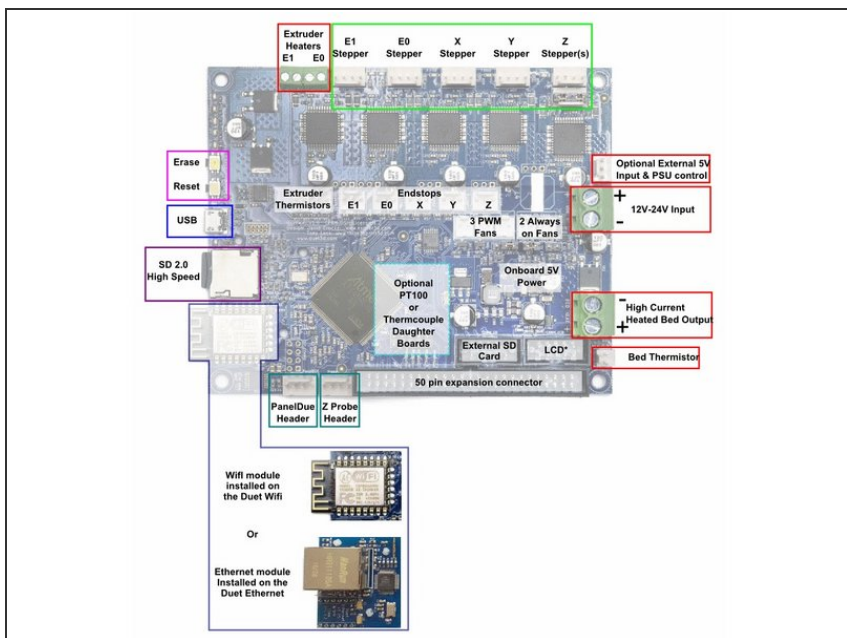 Extruder
Heaters
E1 E0
E1
Stepper
E0
Stepper
X
Stepper
Y
Stepper
Z
Stepper(s)
Erase
Reset
USB
SD 2.0
High Speed
Extruder
Thermistors
Endstops
E1 E0 X Y Z
3 PWM
Fans
2 Always
on Fans
Optional External 5V
Input & PSU control
+
12V-24V Input
-
Optional
PT100
or
Thermcouple
Daughter
Boards
Onboard 5V
Power
-
High Current
Heated Bed Output
+
External SD
Card
LCD*
Bed Thermistor
50 pin expansion connector
PanelDue
Header
Z Probe
Header
Wifi module
installed on
the Duet Wifi
Or
Ethernet module
Installed on the
Duet Ethernet